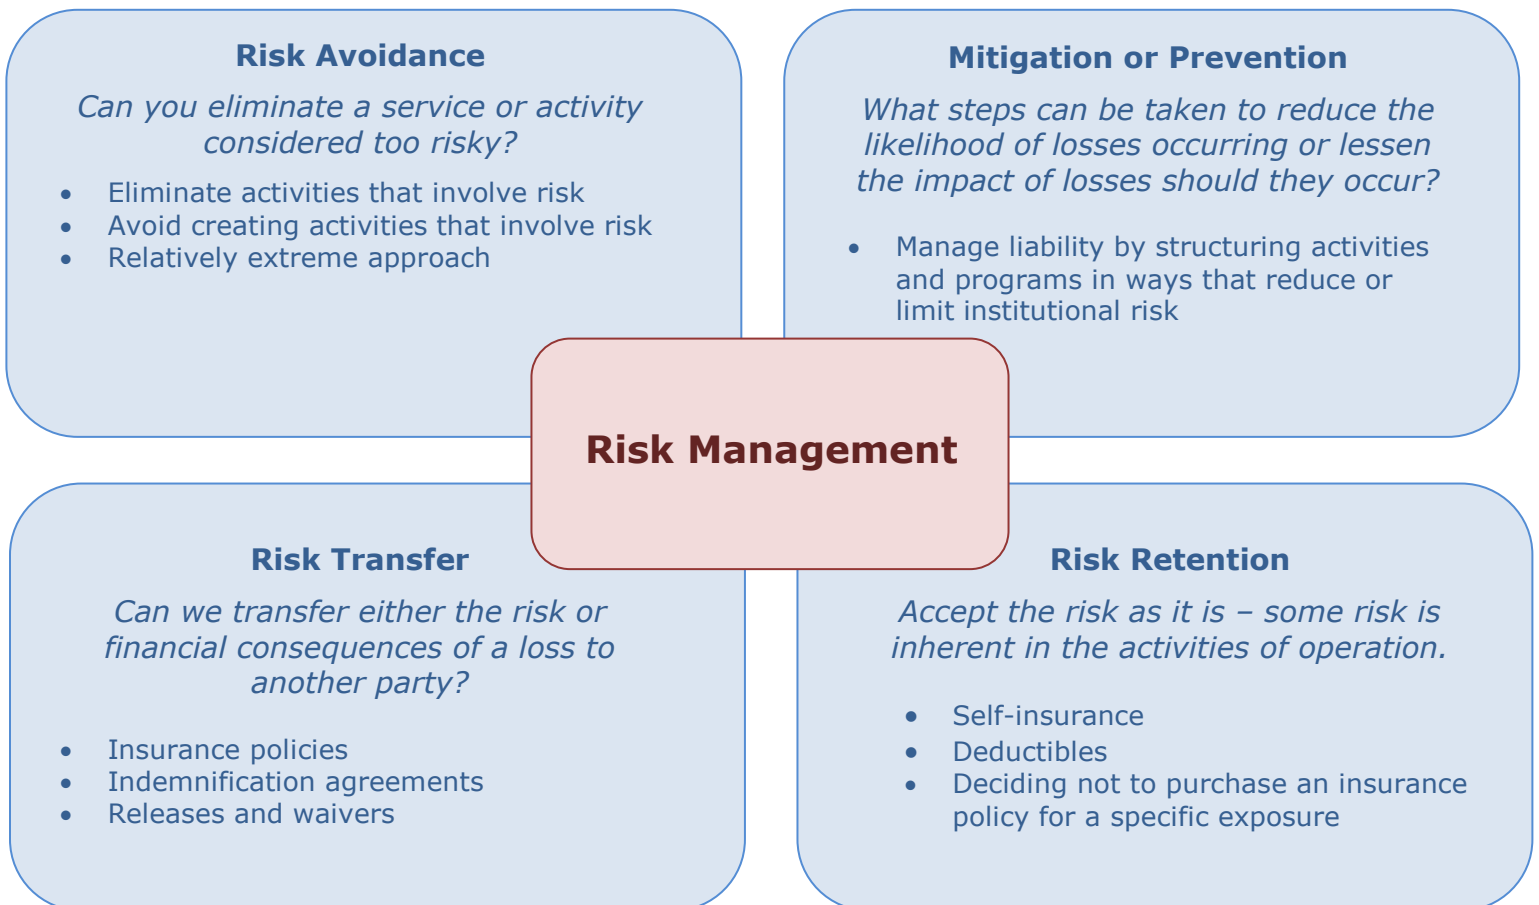 Risk Avoidance
Can you eliminate a service or activity
considered too risky?
• Eliminate activities that involve risk
• Avoid creating activities that involve risk
• Relatively extreme approach
Mitigation or Prevention
What steps can be taken to reduce the
likelihood of losses occurring or lessen
the impact of losses should they occur?
• Manage liability by structuring activities
and programs in ways that reduce or
limit institutional risk
Risk Management
Risk Transfer
Can we transfer either the risk or
financial consequences of a loss to
another party?
• Insurance policies
• Indemnification agreements
• Releases and waivers
Risk Retention
Accept the risk as it is – some risk is
inherent in the activities of operation.
• Self-insurance
• Deductibles
• Deciding not to purchase an insurance
policy for a specific exposure